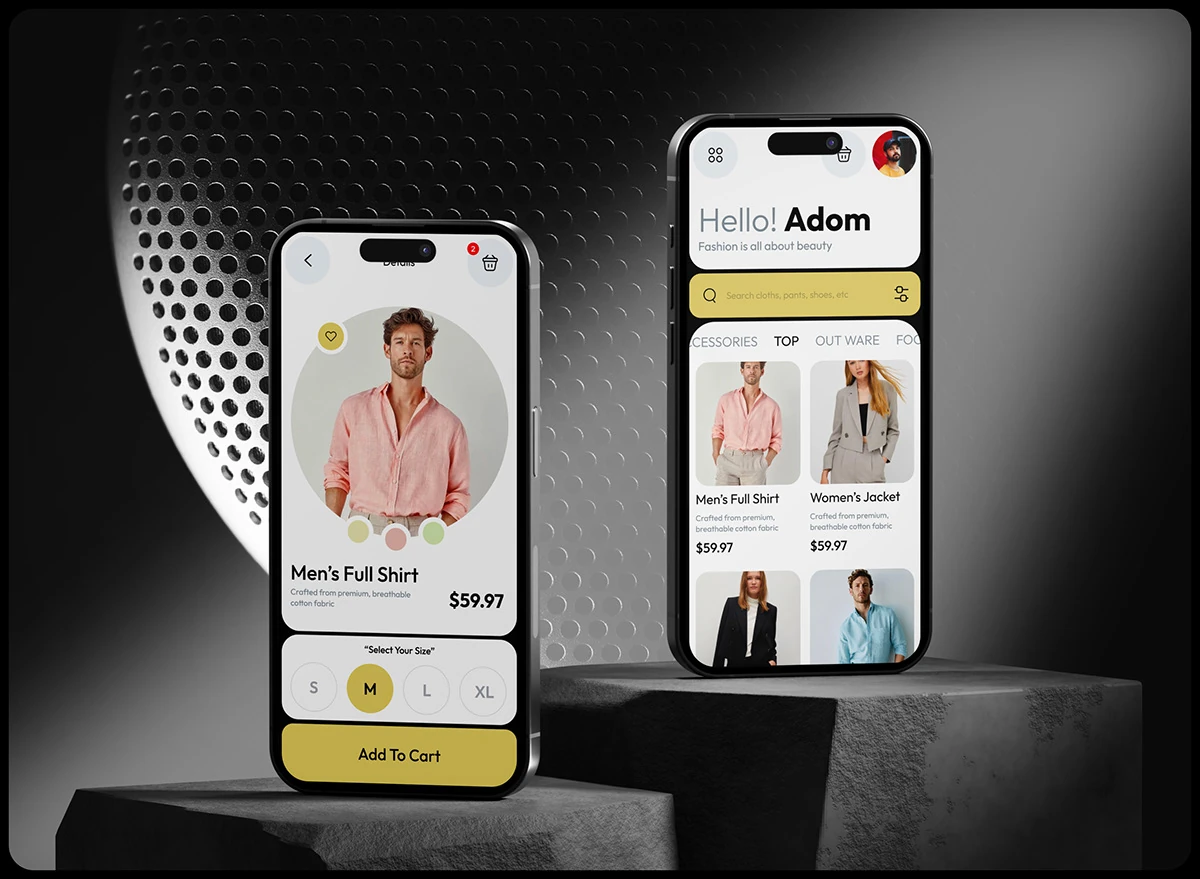 Details
2
Men's Full Shirt
Crafted from premium, breathable
cotton fabric
$59.97
"Select Your Size"
S
M
L
XL
Add To Cart
Hello! Adom
Fashion is all about beauty
Search cloths, pants, shoes, etc
CESSORIES
TOP
OUT WARE
FOO
Men's Full Shirt
Crafted from premium,
breathable cotton fabric
$59.97
Women's Jacket
Crafted from premium,
breathable cotton fabric
$59.97